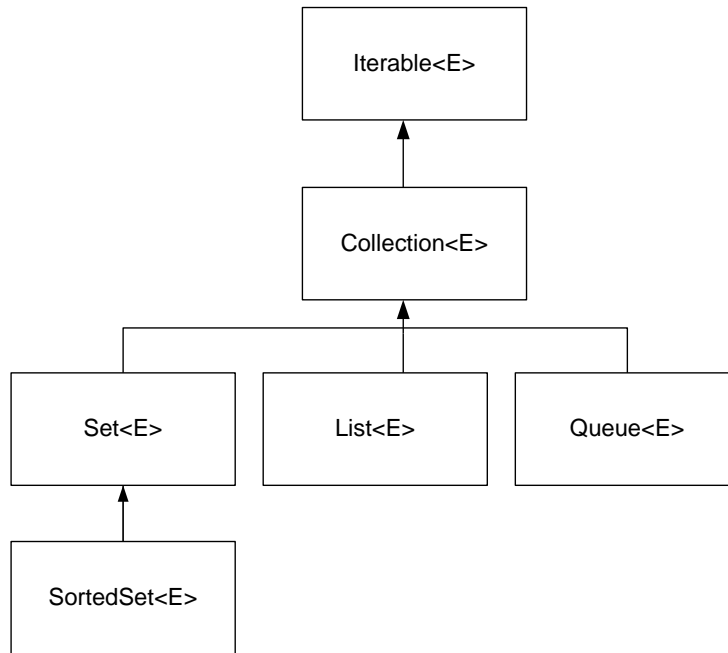 Iterable<E>
Collection<E>
Set<E>
List<E>
Queue<E>
SortedSet<E>